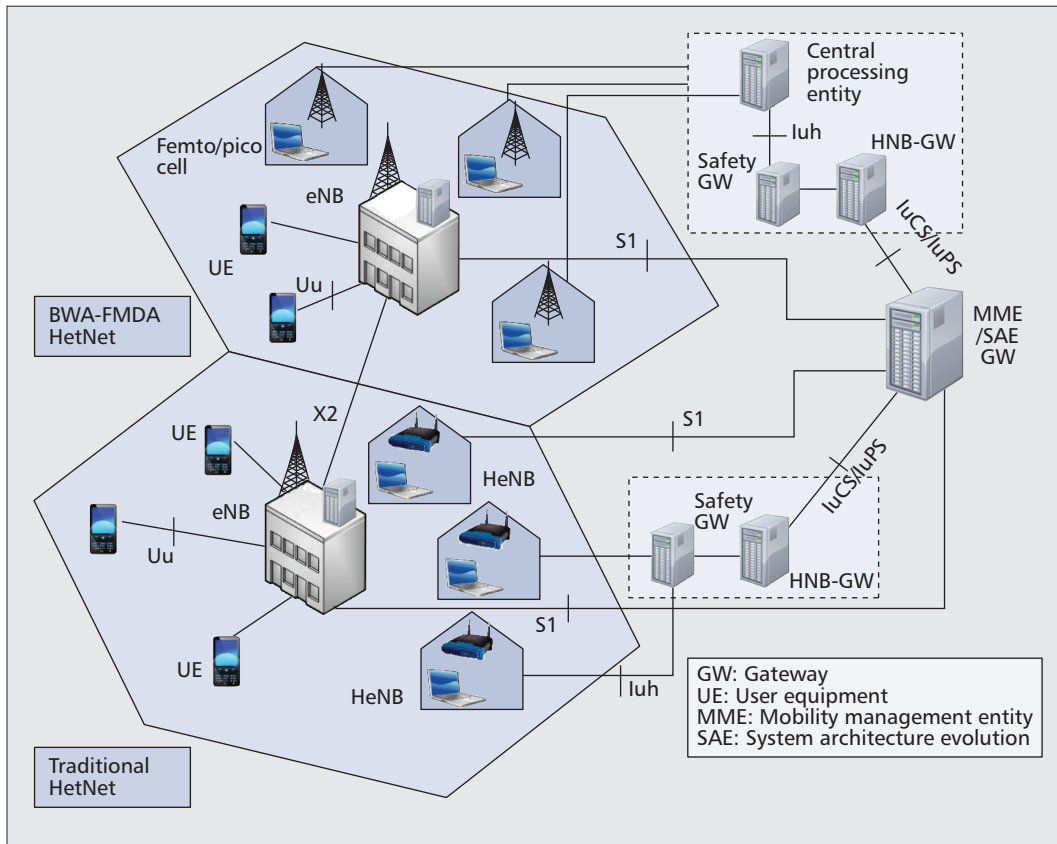 Central
processing
entity
Iuh
HNB-GW
Safety
GW
Femto/pico
cell
eNB
UE
Uu
S1
IuCS/IuPS
BWA-FMDA
HetNet
MME
/SAE
GW
X2
UE
S1
HeNB
eNB
Uu
Safety
GW
IuCS/IuPS
HNB-GW
S1
UE
HeNB
Iuh
GW: Gateway
UE: User equipment
MME: Mobility management entity
SAE: System architecture evolution
Traditional
HetNet